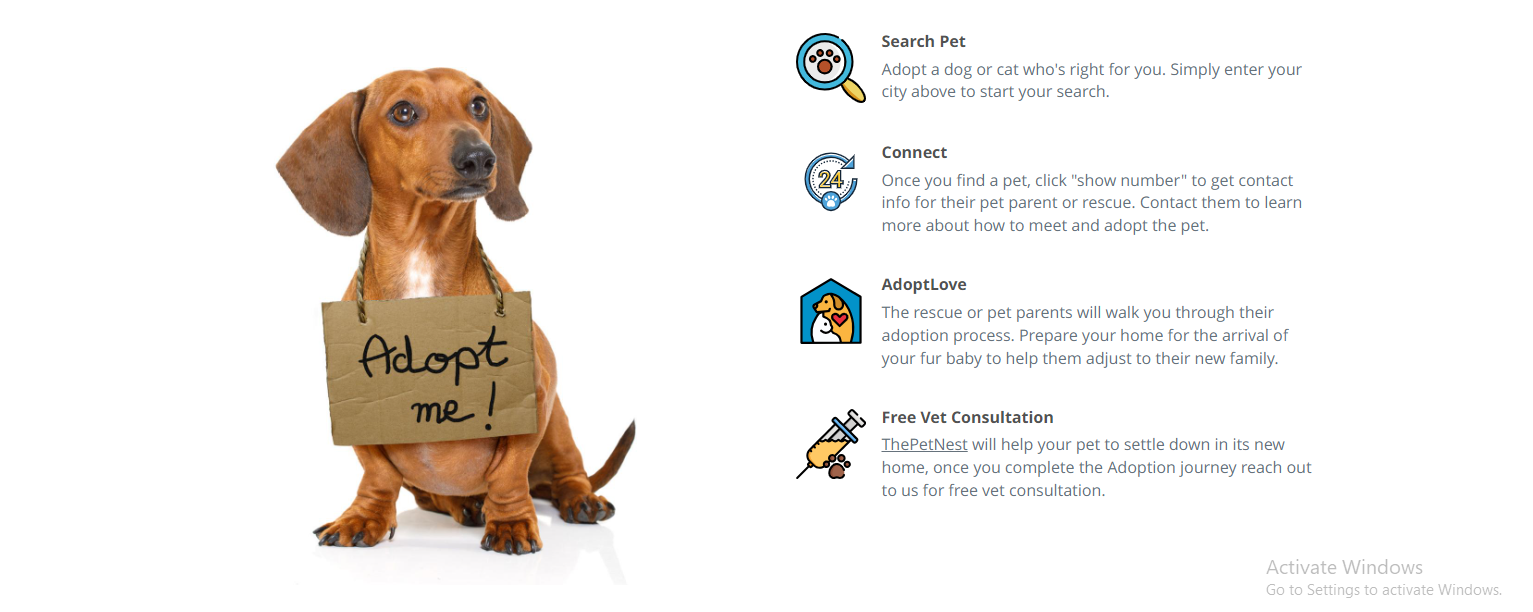 Adopt
me!
Search Pet
Adopt a dog or cat who's right for you. Simply enter your
city above to start your search.
24
Connect
Once you find a pet, click "show number" to get contact
info for their pet parent or rescue. Contact them to learn
more about how to meet and adopt the pet.
AdoptLove
The rescue or pet parents will walk you through their
adoption process. Prepare your home for the arrival of
your fur baby to help them adjust to their new family.
Free Vet Consultation
ThePetNest will help your pet to settle down in its new
home, once you complete the Adoption journey reach out
to us for free vet consultation.
Activate Windows
Go to Settings to activate Windows.